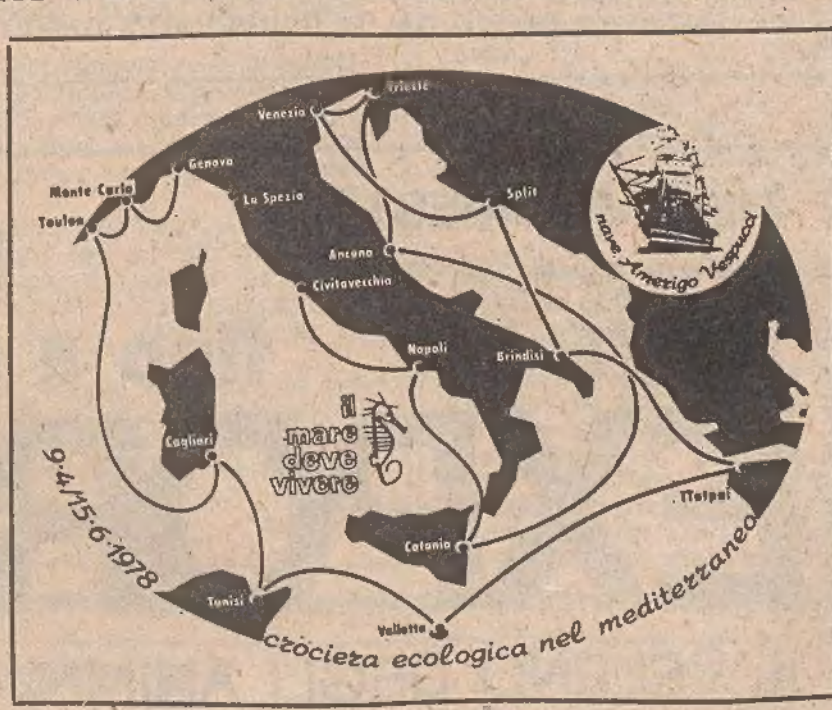 Trieste
Venezia
Genova
Monte Carlo
La Spezia
Toulon
Split
nave, Amerigo Vespucci
Ancona
Civitavecchia
Napoli
Brindisi
il
mare
deve
vivere
Cagliari
9·4/15·6·1978
Πατραι
Catania
Tunisi
Valletta
crociera ecologica nel mediterraneo